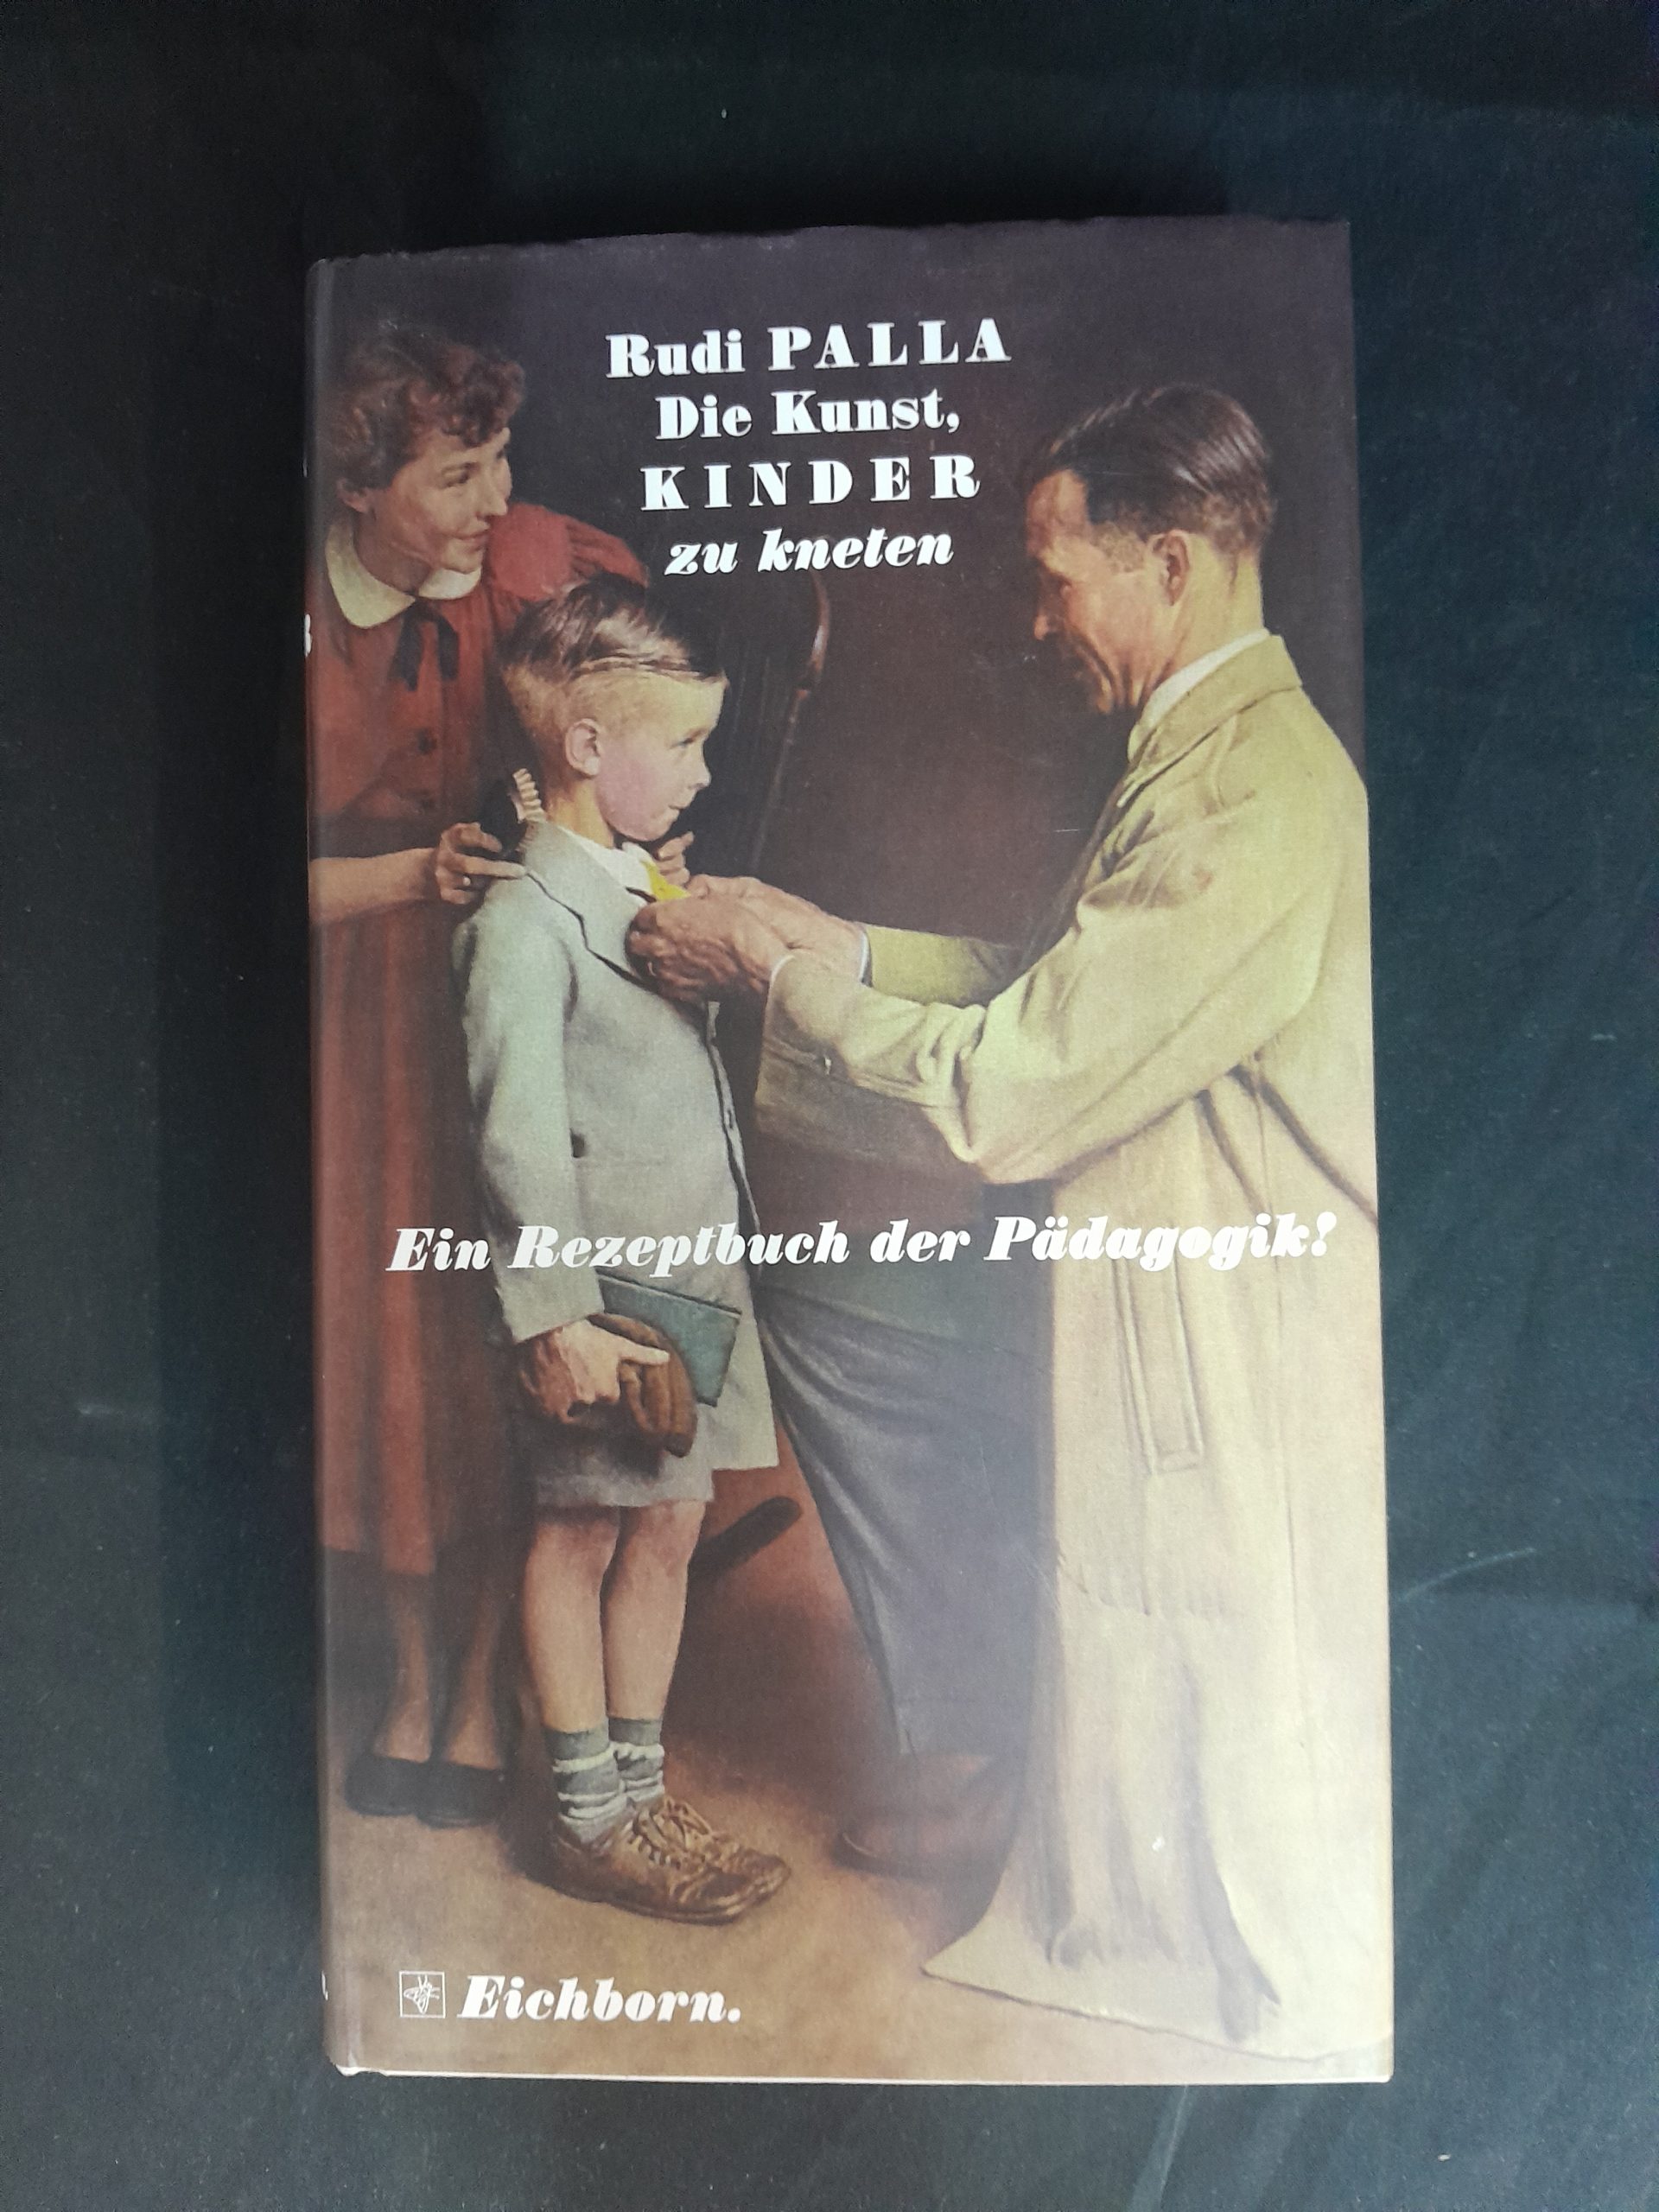 Rudi PALLA
Die Kunst,
KINDER
zu kneten
Ein Rezeptbuch der Pädagogik!
Eichborn.